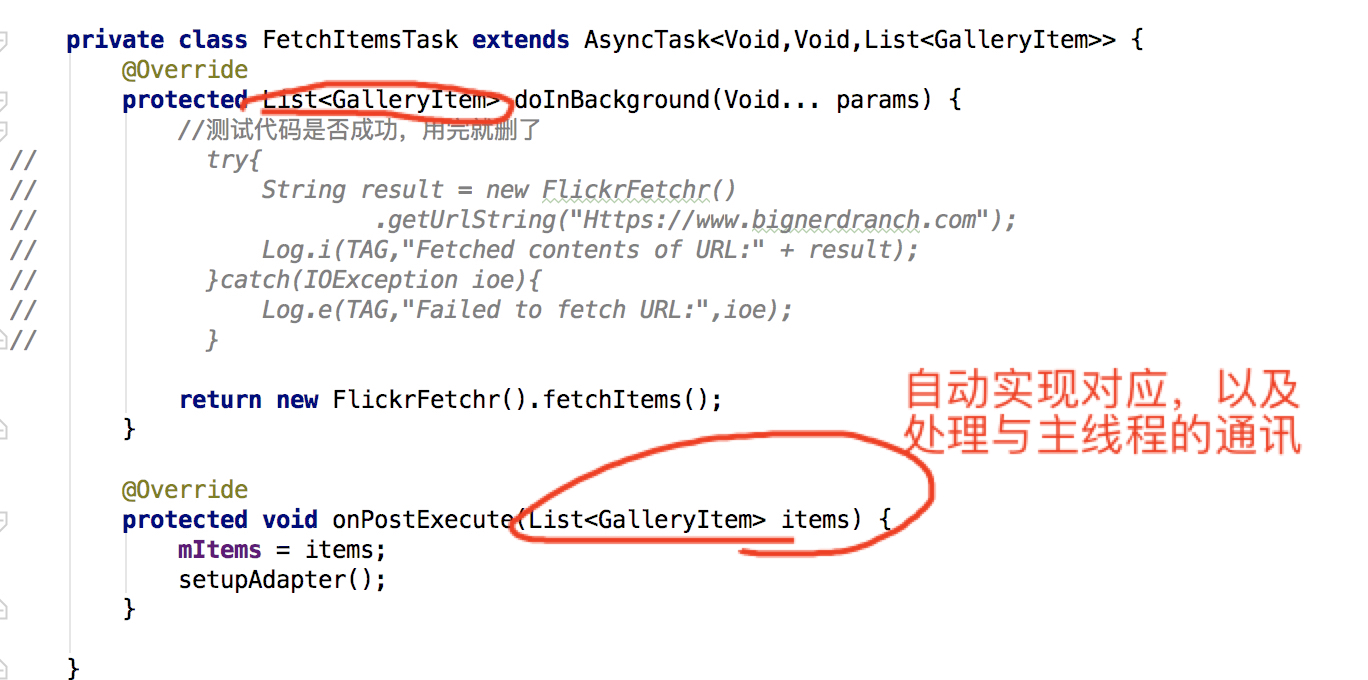 private class FetchItemsTask extends AsyncTask<Void,Void,List<GalleryItem>> {
@Override
protected List<GalleryItem> doInBackground(Void... params) {
//测试代码是否成功，用完就删了
// try{
// String result = new FlickrFetchr()
// .getUrlString("Https://www.bignerdranch.com");
// Log.i(TAG,"Fetched contents of URL:" + result);
// }catch(IOException ioe){
// Log.e(TAG,"Failed to fetch URL:",ioe);
// }
return new FlickrFetchr().fetchItems();
}
自动实现对应，以及
处理与主线程的通讯
@Override
protected void onPostExecute(List<GalleryItem> items) {
mItems = items;
setupAdapter();
}
}